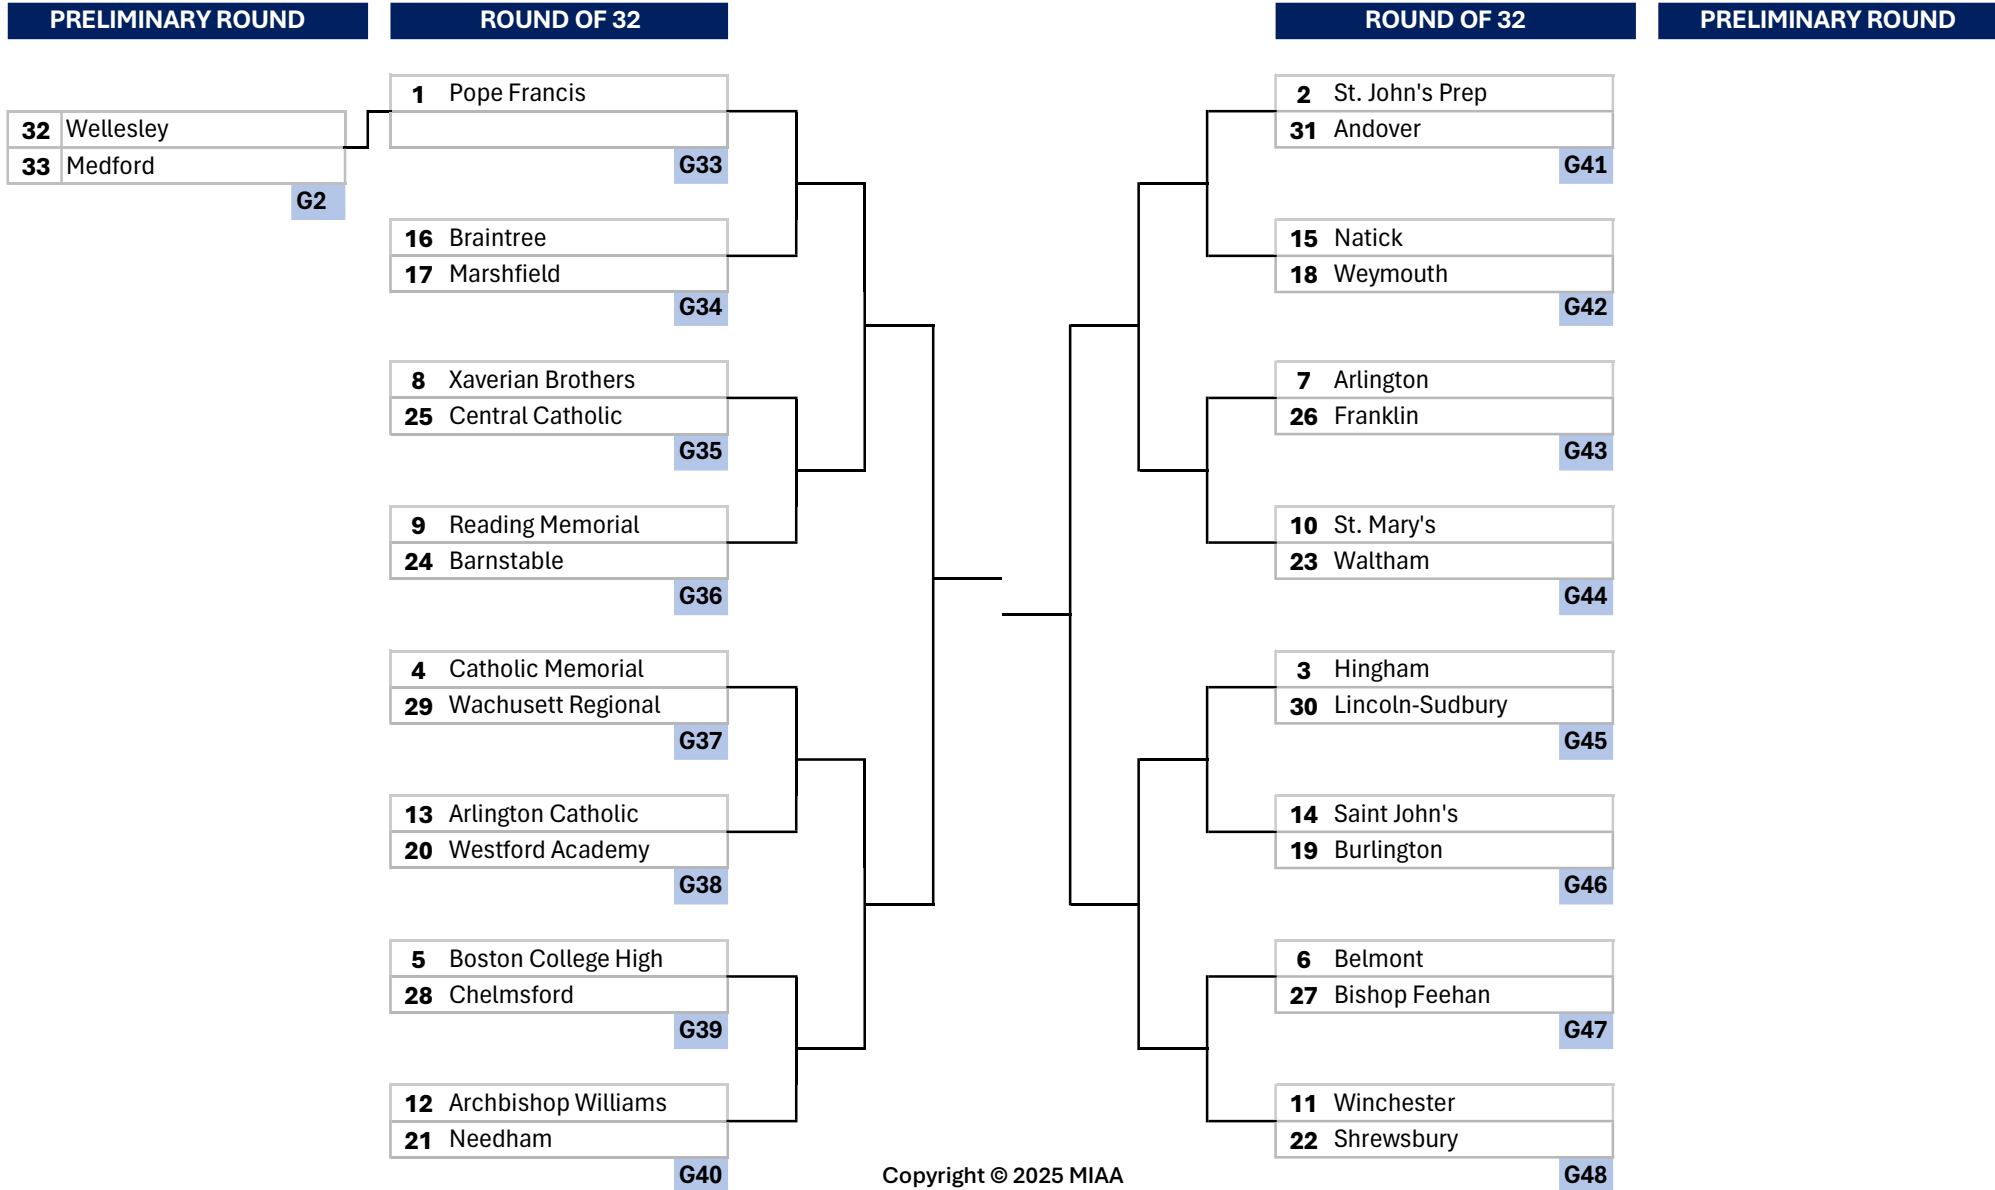 PRELIMINARY ROUND
ROUND OF 32
ROUND OF 32
PRELIMINARY ROUND
32 Wellesley
33 Medford
G2
1 Pope Francis
G33
16 Braintree
17 Marshfield
G34
8 Xaverian Brothers
25 Central Catholic
G35
9 Reading Memorial
24 Barnstable
G36
4 Catholic Memorial
29 Wachusett Regional
G37
13 Arlington Catholic
20 Westford Academy
G38
5 Boston College High
28 Chelmsford
G39
12 Archbishop Williams
21 Needham
G40
2 St. John's Prep
31 Andover
G41
15 Natick
18 Weymouth
G42
7 Arlington
26 Franklin
G43
10 St. Mary's
23 Waltham
G44
3 Hingham
30 Lincoln-Sudbury
G45
14 Saint John's
19 Burlington
G46
6 Belmont
27 Bishop Feehan
G47
11 Winchester
22 Shrewsbury
G48
Copyright © 2025 MIAA